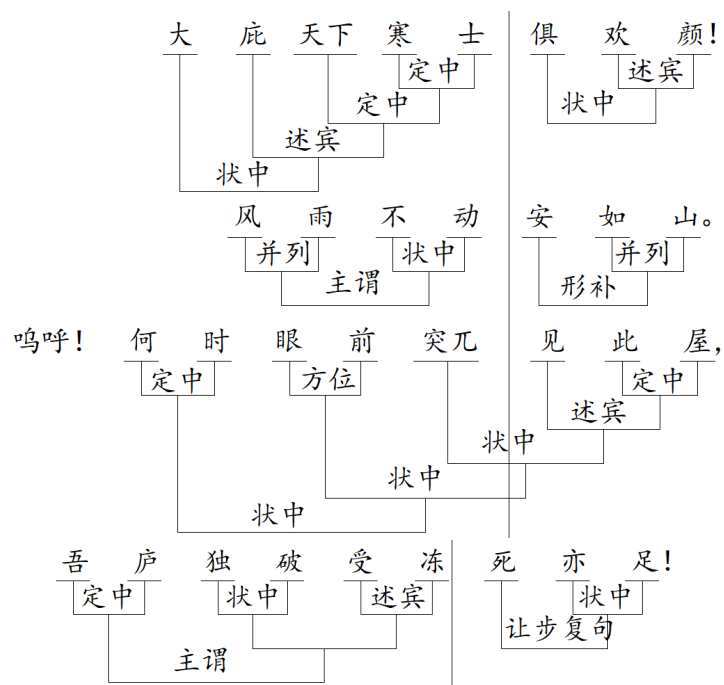 大 庇 天下 寒 士 俱 欢 颜！
定中 述宾
定中 状中
述宾
状中
风 雨 不 动 安 如 山。
并列 状中 并列
主谓 形补
呜呼！ 何 时 眼 前 突兀 见 此 屋，
定中 方位 定中
述宾
状中
状中
状中
吾 庐 独 破 受 冻 死 亦 足！
定中 状中 述宾 状中
让步复句
主谓